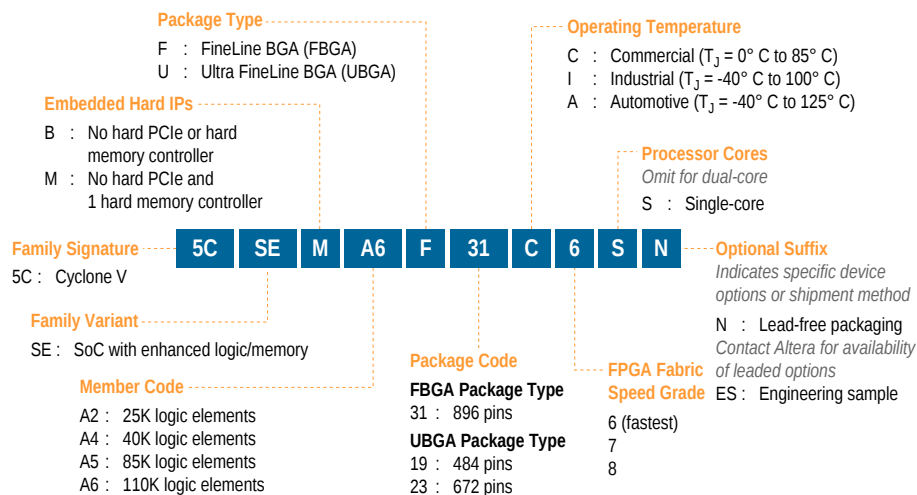 Package Type
F : FineLine BGA (FBGA)
U : Ultra FineLine BGA (UBGA)
Operating Temperature
C : Commercial (TJ = 0° C to 85° C)
I : Industrial (TJ = -40° C to 100° C)
A : Automotive (TJ = -40° C to 125° C)
Embedded Hard IPs
B : No hard PCIe or hard
memory controller
M : No hard PCIe and
1 hard memory controller
Processor Cores
Omit for dual-core
S : Single-core
Family Signature
5C : Cyclone V
5C SE M A6 F 31 C 6 S N
Optional Suffix
Indicates specific device
options or shipment method
N : Lead-free packaging
Contact Altera for availability
of leaded options
ES : Engineering sample
Family Variant
SE : SoC with enhanced logic/memory
Member Code
A2 : 25K logic elements
A4 : 40K logic elements
A5 : 85K logic elements
A6 : 110K logic elements
Package Code
FBGA Package Type
31 : 896 pins
UBGA Package Type
19 : 484 pins
23 : 672 pins
FPGA Fabric
Speed Grade
6 (fastest)
7
8